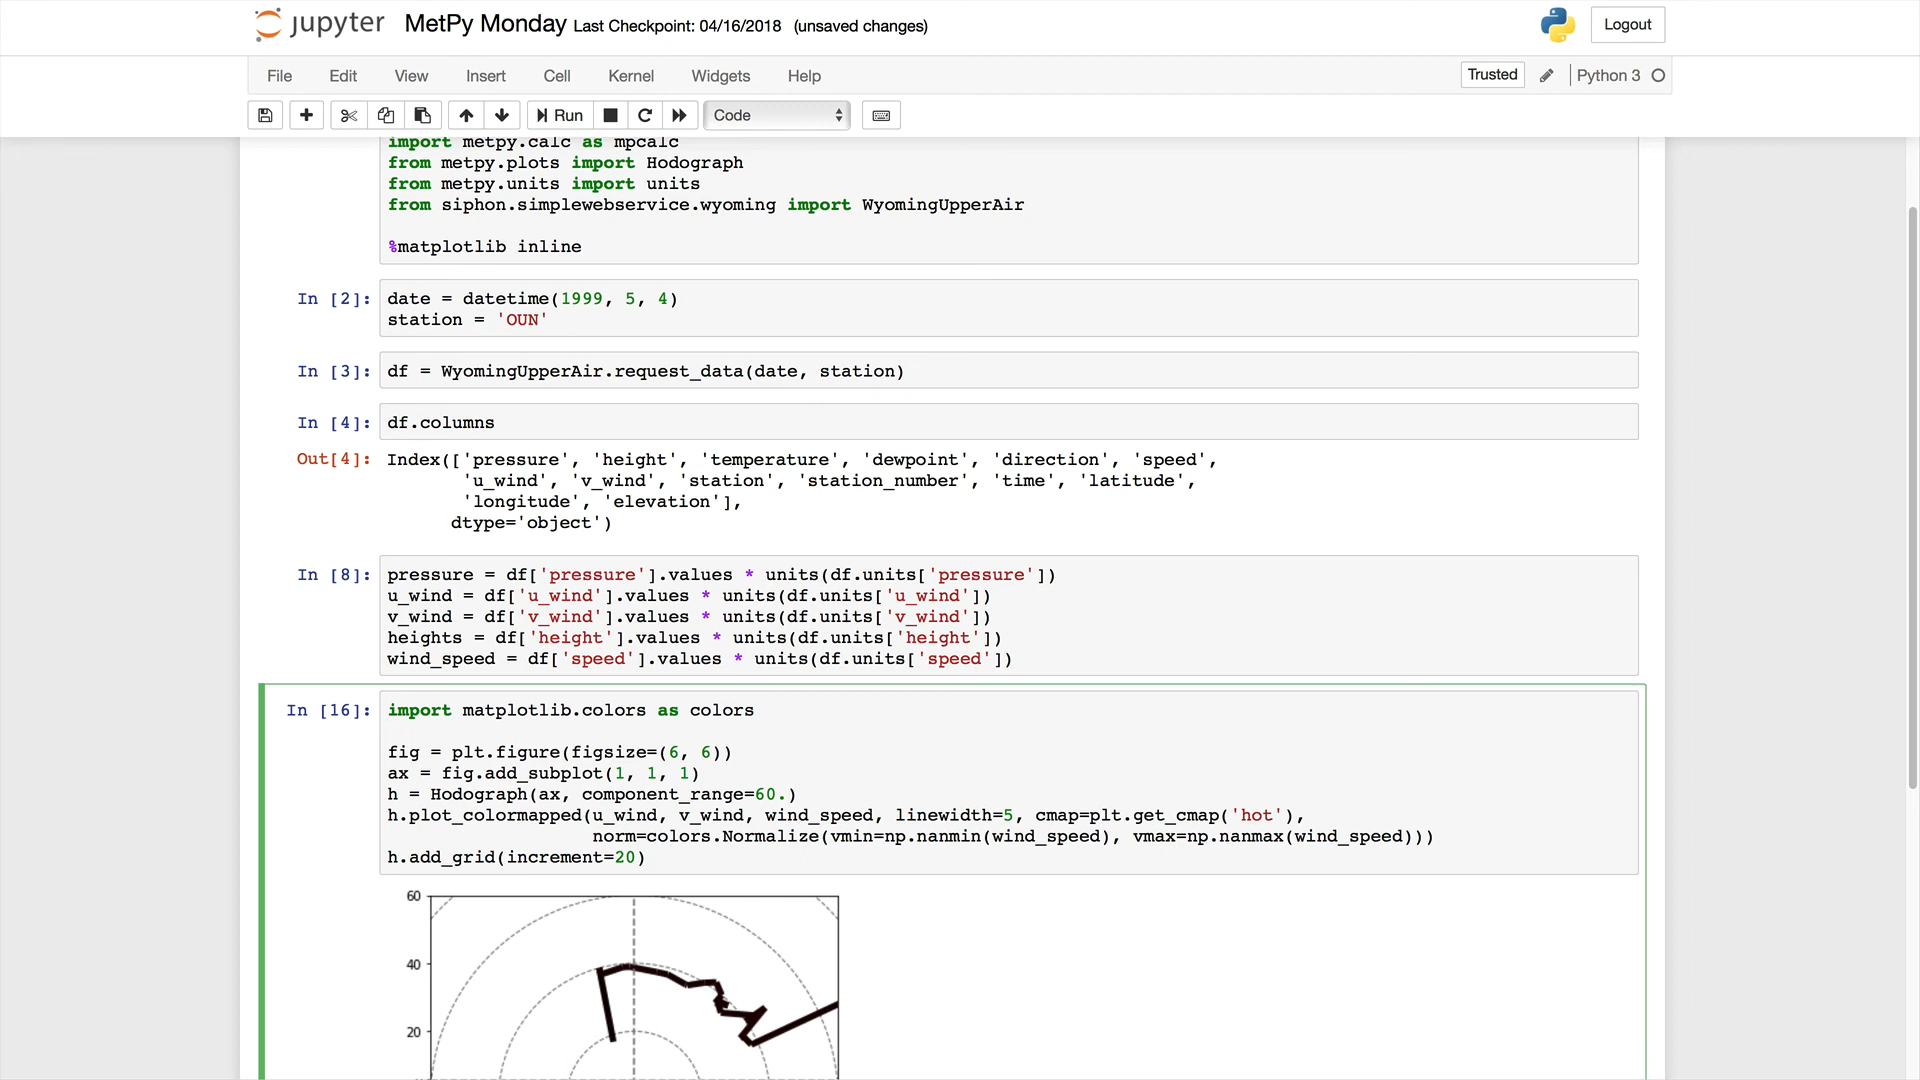 jupyter MetPy Monday Last Checkpoint: 04/16/2018 (unsaved changes) Logout
File Edit View Insert Cell Kernel Widgets Help Trusted Python 3
Run Code
import metpy.calc as mpcalc
from metpy.plots import Hodograph
from metpy.units import units
from siphon.simplewebservice.wyoming import WyomingUpperAir
%matplotlib inline
In [2]: date = datetime(1999, 5, 4)
station = 'OUN'
In [3]: df = WyomingUpperAir.request_data(date, station)
In [4]: df.columns
Out[4]: Index(['pressure', 'height', 'temperature', 'dewpoint', 'direction', 'speed',
'u_wind', 'v_wind', 'station', 'station_number', 'time', 'latitude',
'longitude', 'elevation'],
dtype='object')
In [8]: pressure = df['pressure'].values * units(df.units['pressure'])
u_wind = df['u_wind'].values * units(df.units['u_wind'])
v_wind = df['v_wind'].values * units(df.units['v_wind'])
heights = df['height'].values * units(df.units['height'])
wind_speed = df['speed'].values * units(df.units['speed'])
In [16]: import matplotlib.colors as colors
fig = plt.figure(figsize=(6, 6))
ax = fig.add_subplot(1, 1, 1)
h = Hodograph(ax, component_range=60.)
h.plot_colormapped(u_wind, v_wind, wind_speed, linewidth=5, cmap=plt.get_cmap('hot'),
norm=colors.Normalize(vmin=np.nanmin(wind_speed), vmax=np.nanmax(wind_speed)))
h.add_grid(increment=20)
60
40
20